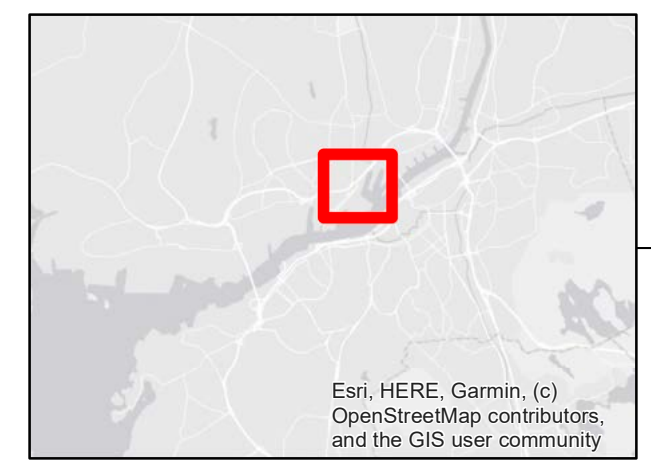 Esri, HERE, Garmin, (c)
OpenStreetMap contributors,
and the GIS user community